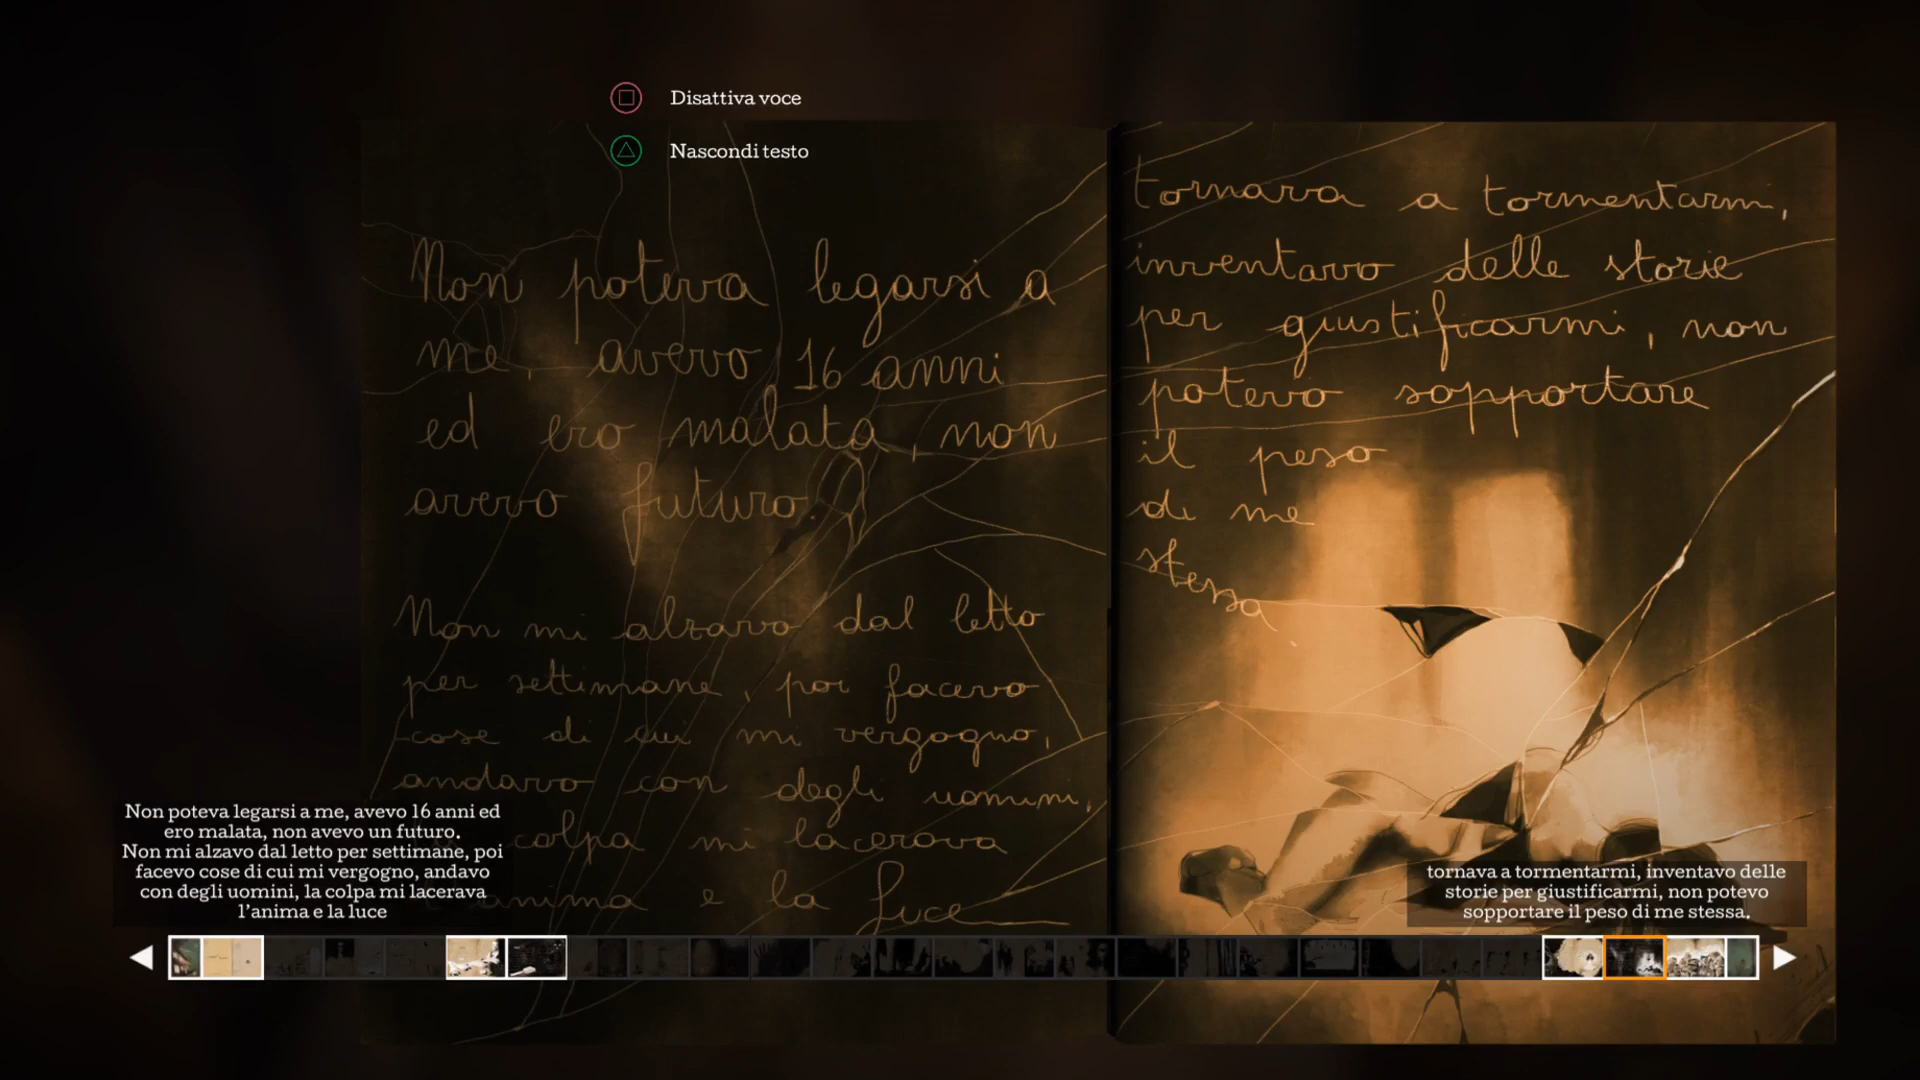 Disattiva voce
Nascondi testo
Non poteva legarsi a
me, avevo 16 anni
ed ero malata, non
avevo futuro.
Non mi alzavo dal letto
per settimane, poi facevo
cose di cui mi vergogno,
andavo con degli uomini,
colpa mi lacerava
anima e la luce
tornava a tormentarmi,
inventavo delle storie
per giustificarmi, non
potevo sopportare
il peso
di me
stessa.
Non poteva legarsi a me, avevo 16 anni ed
ero malata, non avevo un futuro.
Non mi alzavo dal letto per settimane, poi
facevo cose di cui mi vergogno, andavo
con degli uomini, la colpa mi lacerava
l'anima e la luce
tornava a tormentarmi, inventavo delle
storie per giustificarmi, non potevo
sopportare il peso di me stessa.